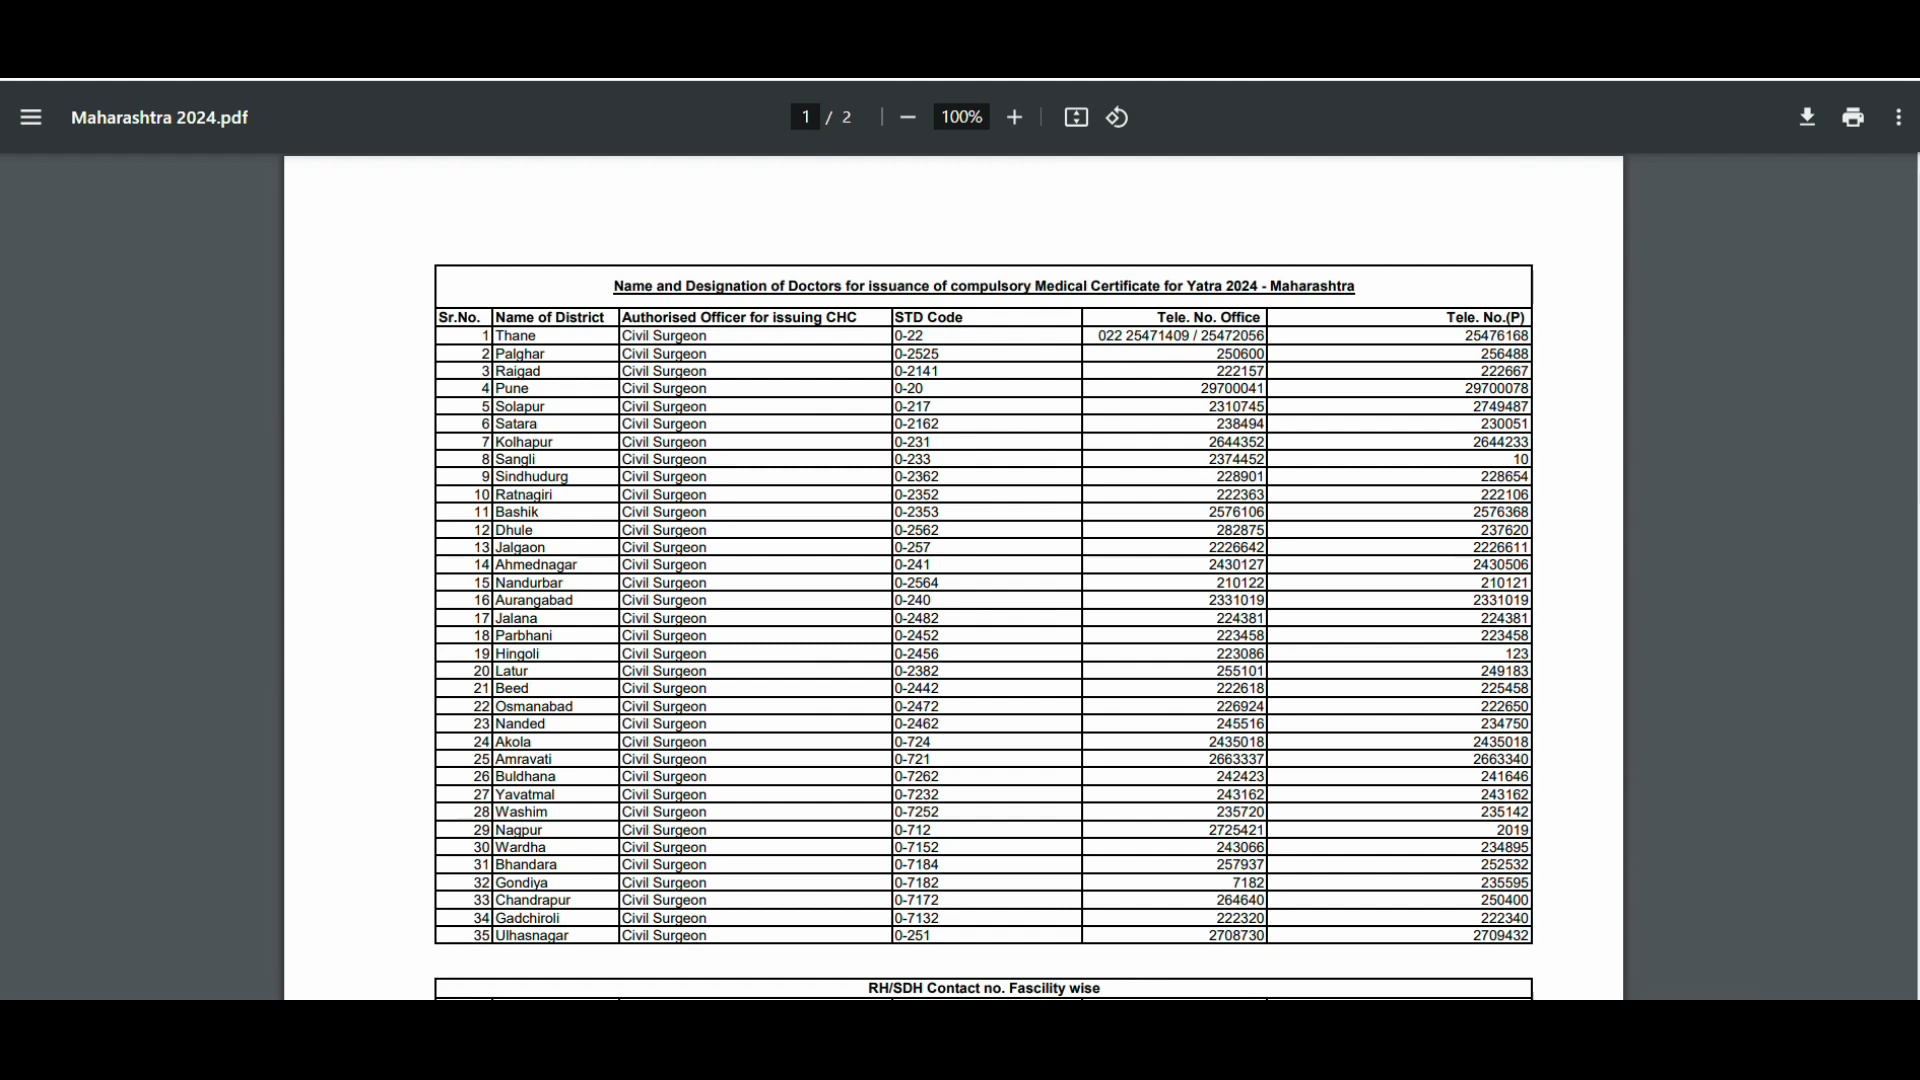 Maharashtra 2024.pdf
1 / 2 100%
Name and Designation of Doctors for issuance of compulsory Medical Certificate for Yatra 2024 - Maharashtra
Sr.No. Name of District Authorised Officer for issuing CHC STD Code Tele. No. Office Tele. No.(P)
1 Thane Civil Surgeon 0-22 022 25471409 / 25472056 25476168
2 Palghar Civil Surgeon 0-2525 250600 256488
3 Raigad Civil Surgeon 0-2141 222157 222667
4 Pune Civil Surgeon 0-20 29700041 29700078
5 Solapur Civil Surgeon 0-217 2310745 2749487
6 Satara Civil Surgeon 0-2162 238494 230051
7 Kolhapur Civil Surgeon 0-231 2644352 2644233
8 Sangli Civil Surgeon 0-233 2374452 10
9 Sindhudurg Civil Surgeon 0-2362 228901 228654
10 Ratnagiri Civil Surgeon 0-2352 222363 222106
11 Bashik Civil Surgeon 0-2353 2576106 2576368
12 Dhule Civil Surgeon 0-2562 282875 237620
13 Jalgaon Civil Surgeon 0-257 2226642 2226611
14 Ahmednagar Civil Surgeon 0-241 2430127 2430506
15 Nandurbar Civil Surgeon 0-2564 210122 210121
16 Aurangabad Civil Surgeon 0-240 2331019 2331019
17 Jalana Civil Surgeon 0-2482 224381 224381
18 Parbhani Civil Surgeon 0-2452 223458 223458
19 Hingoli Civil Surgeon 0-2456 223086 123
20 Latur Civil Surgeon 0-2382 255101 249183
21 Beed Civil Surgeon 0-2442 222618 225458
22 Osmanabad Civil Surgeon 0-2472 226924 222650
23 Nanded Civil Surgeon 0-2462 245516 234750
24 Akola Civil Surgeon 0-724 2435018 2435018
25 Amravati Civil Surgeon 0-721 2663337 2663340
26 Buldhana Civil Surgeon 0-7262 242423 241646
27 Yavatmal Civil Surgeon 0-7232 243162 243162
28 Washim Civil Surgeon 0-7252 235720 235142
29 Nagpur Civil Surgeon 0-712 2725421 2019
30 Wardha Civil Surgeon 0-7152 243066 234895
31 Bhandara Civil Surgeon 0-7184 257937 252532
32 Gondiya Civil Surgeon 0-7182 7182 235595
33 Chandrapur Civil Surgeon 0-7172 264640 250400
34 Gadchiroli Civil Surgeon 0-7132 222320 222340
35 Ulhasnagar Civil Surgeon 0-251 2708730 2709432
RH/SDH Contact no. Fascility wise